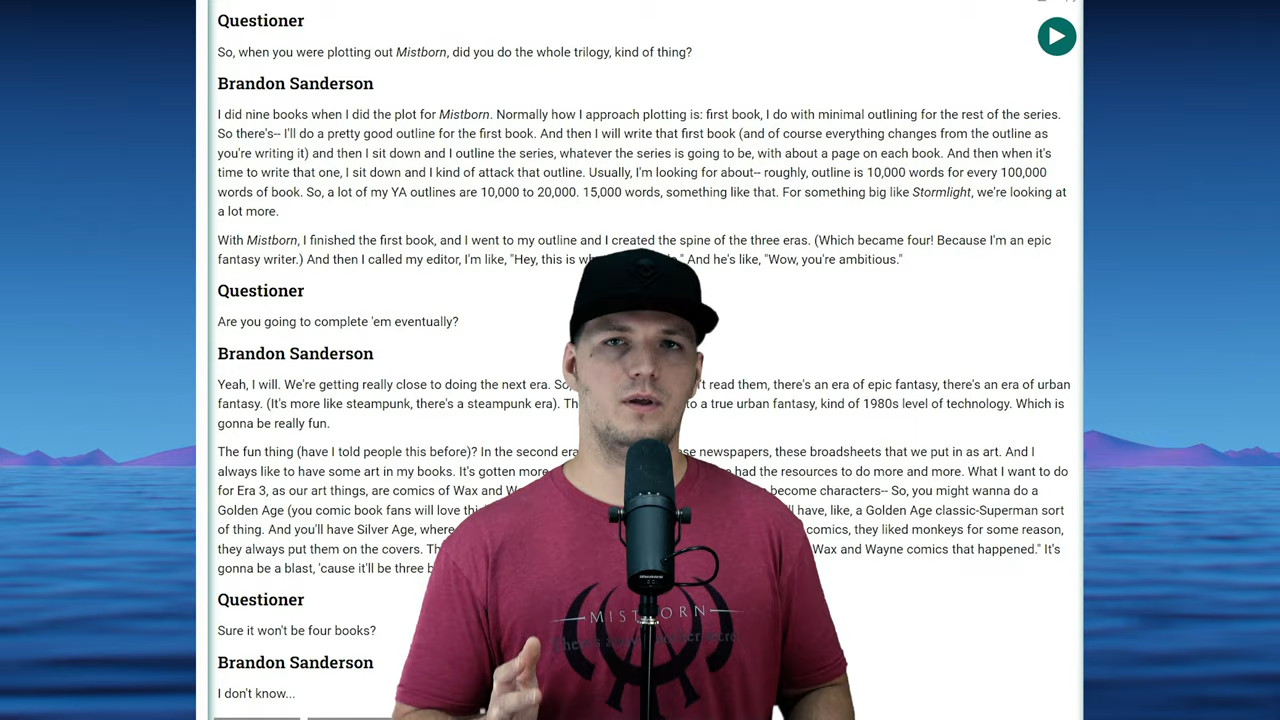 Questioner
So, when you were plotting out Mistborn, did you do the whole trilogy, kind of thing?
Brandon Sanderson
I did nine books when I did the plot for Mistborn. Normally how I approach plotting is: first book, I do with minimal outlining for the rest of the series.
So there's-- I'll do a pretty good outline for the first book. And then I will write that first book (and of course everything changes from the outline as
you're writing it) and then I sit down and I outline the series, whatever the series is going to be, with about a page on each book. And then when it's
time to write that one, I sit down and I kind of attack that outline. Usually, I'm looking for about-- roughly, outline is 10,000 words for every 100,000
words of book. So, a lot of my YA outlines are 10,000 to 20,000. 15,000 words, something like that. For something big like Stormlight, we're looking at
a lot more.
With Mistborn, I finished the first book, and I went to my outline and I created the spine of the three eras. (Which became four! Because I'm an epic
fantasy writer.) And then I called my editor, I'm like, "Hey, this is And he's like, "Wow, you're ambitious."
Questioner
Are you going to complete 'em eventually?
Brandon Sanderson
Yeah, I will. We're getting really close to doing the next era. read them, there's an era of epic fantasy, there's an era of urban
fantasy. (It's more like steampunk, there's a steampunk era). to a true urban fantasy, kind of 1980s level of technology. Which is
gonna be really fun.
The fun thing (have I told people this before)? In the second era newspapers, these broadsheets that we put in as art. And I
always like to have some art in my books. It's gotten more had the resources to do more and more. What I want to do
for Era 3, as our art things, are comics of Wax and become characters-- So, you might wanna do a
Golden Age (you comic book fans will love have, like, a Golden Age classic-Superman sort
of thing. And you'll have Silver Age, where comics, they liked monkeys for some reason,
they always put them on the covers. Wax and Wayne comics that happened." It's
gonna be a blast, 'cause it'll be three
Questioner
Sure it won't be four books?
Brandon Sanderson
I don't know...
MISTBORN